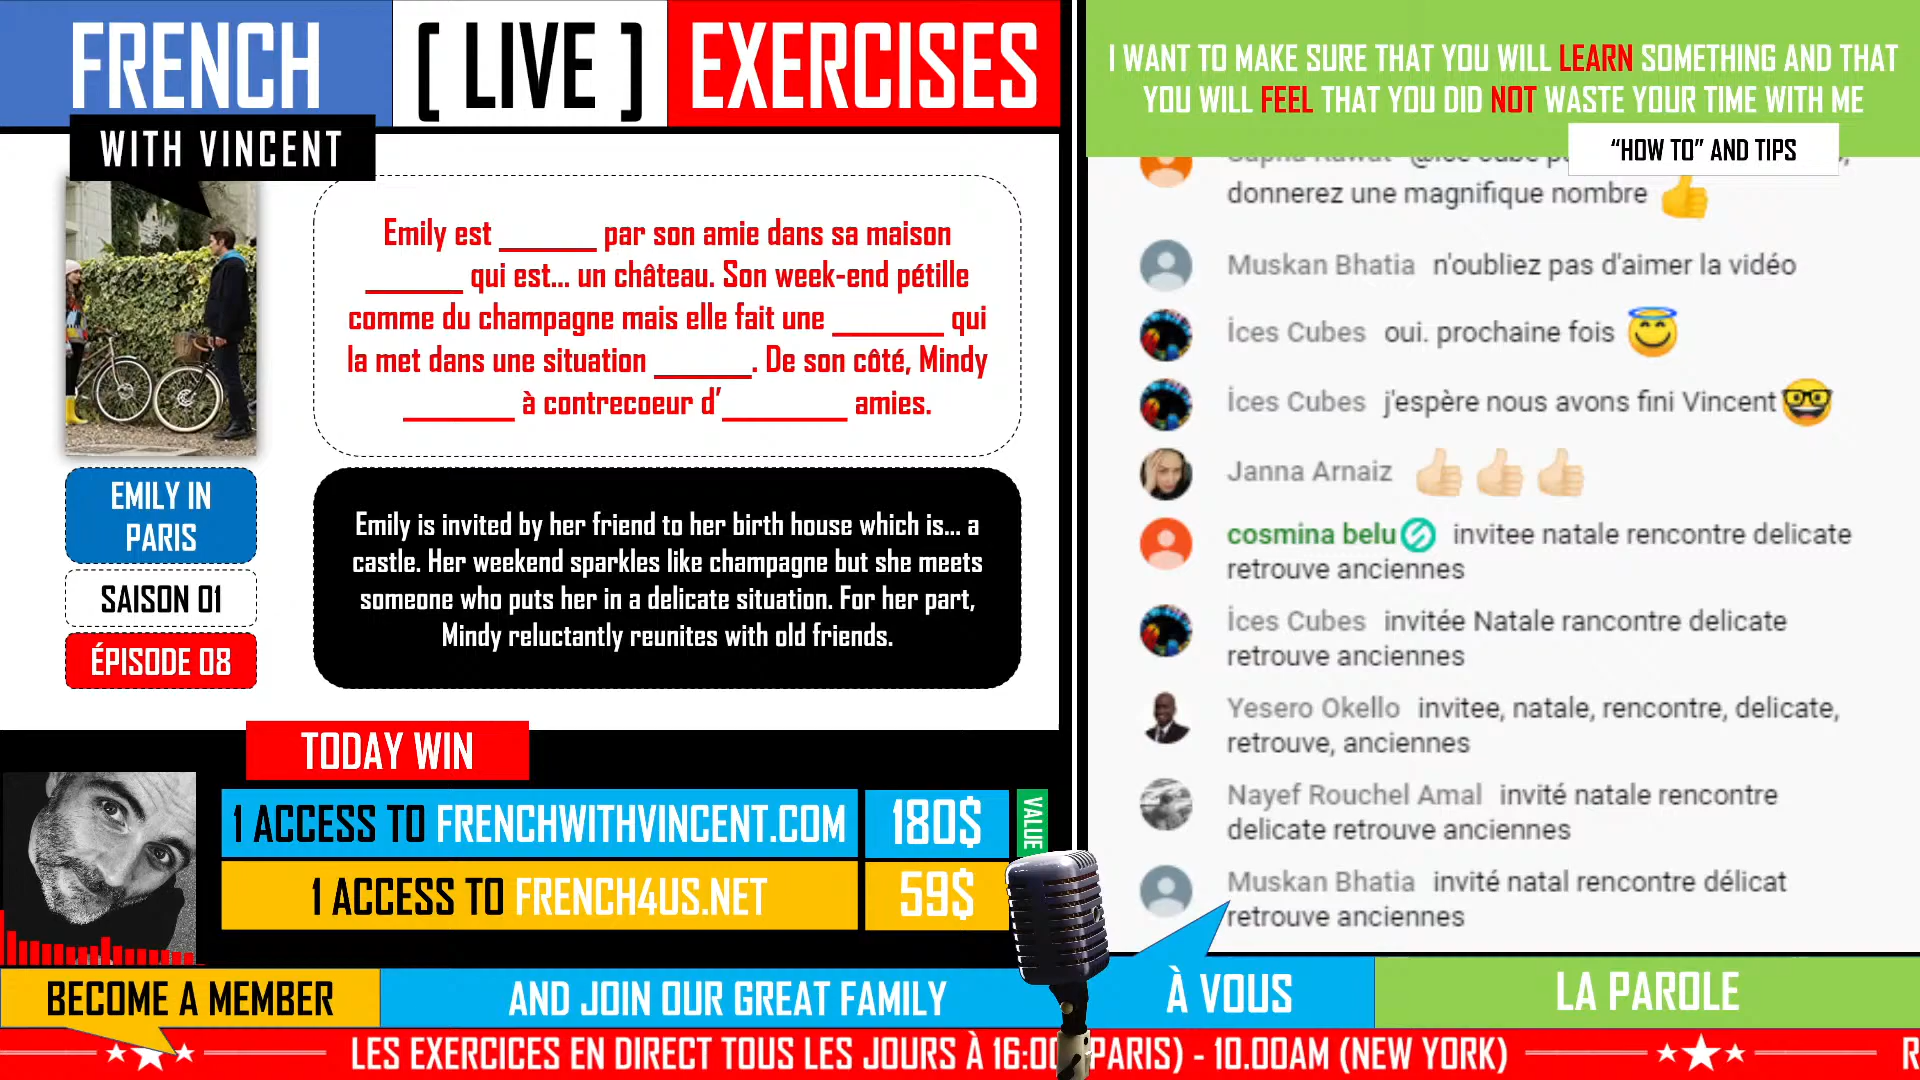 FRENCH [ LIVE ] EXERCISES
WITH VINCENT
Emily est _______ par son amie dans sa maison
_______ qui est... un château. Son week-end pétille
comme du champagne mais elle fait une ________ qui
la met dans une situation _______. De son côté, Mindy
________ à contrecoeur d'_________ amies.
EMILY IN
PARIS
SAISON 01
ÉPISODE 08
Emily is invited by her friend to her birth house which is... a
castle. Her weekend sparkles like champagne but she meets
someone who puts her in a delicate situation. For her part,
Mindy reluctantly reunites with old friends.
TODAY WIN
1 ACCESS TO FRENCHWITHVINCENT.COM 180$
VALUE
1 ACCESS TO FRENCH4US.NET 59$
BECOME A MEMBER
AND JOIN OUR GREAT FAMILY
I WANT TO MAKE SURE THAT YOU WILL LEARN SOMETHING AND THAT
YOU WILL FEEL THAT YOU DID NOT WASTE YOUR TIME WITH ME
"HOW TO" AND TIPS
donnerez une magnifique nombre
Muskan Bhatia n'oubliez pas d'aimer la vidéo
İces Cubes oui. prochaine fois
İces Cubes j'espère nous avons fini Vincent
Janna Arnaiz
cosmina belu invitee natale rencontre delicate
retrouve anciennes
İces Cubes invitée Natale rancontre delicate
retrouve anciennes
Yesero Okello invitee, natale, rencontre, delicate,
retrouve, anciennes
Nayef Rouchel Amal invité natale rencontre
delicate retrouve anciennes
Muskan Bhatia invité natal rencontre délicat
retrouve anciennes
À VOUS
LA PAROLE
LES EXERCICES EN DIRECT TOUS LES JOURS À 16:00 (PARIS) - 10.00AM (NEW YORK)